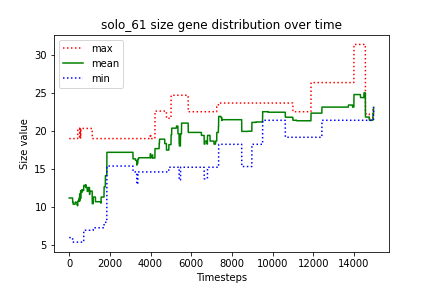 solo_61 size gene distribution over time
max
mean
min
Size value
30
25
20
15
10
5
0 2000 4000 6000 8000 10000 12000 14000
Timesteps